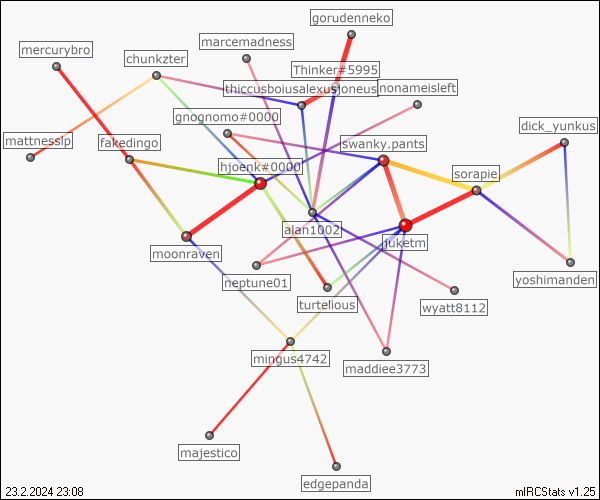 gorudenneko
marcemadness
mercurybro
chunkzter
Thinker#5995
thiccusboiusalexusjoneus
nonameisleft
gnognomo#0000
dick_yunkus
mattnesslp
fakedingo
swanky.pants
hjoenk#0000
sorapie
alan1002
juketm
moonraven
neptune01
yoshimanden
turtelious
wyatt8112
mingus4742
maddiee3773
majestico
edgepanda
23.2.2024 23:08
mIRCStats v1.25